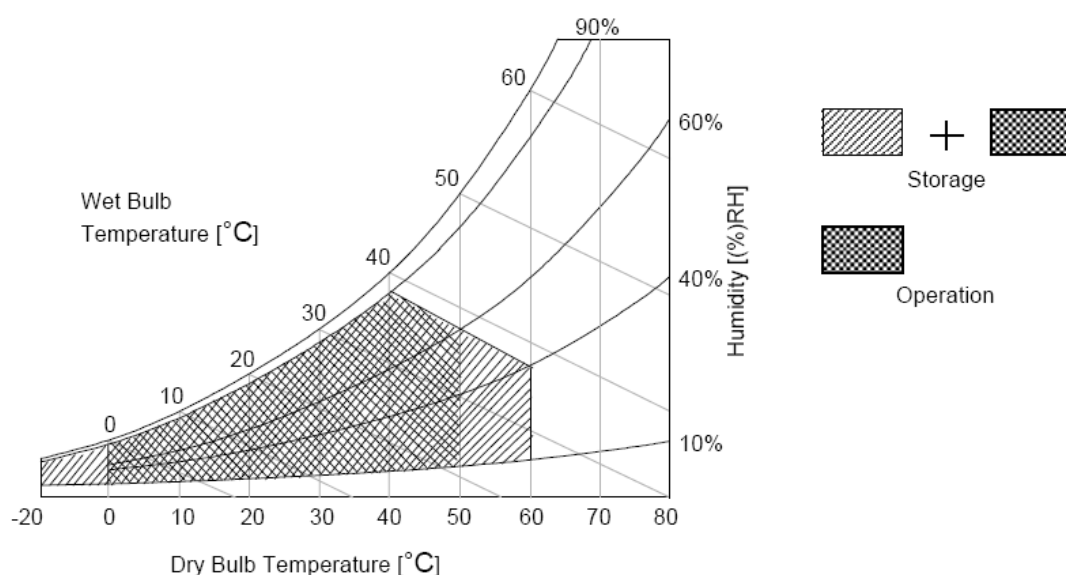 90%
60
60%
50
Wet Bulb
Temperature [°C]
40
40%
30
20
10
0
10%
Humidity [(%)RH]
-20 0 10 20 30 40 50 60 70 80
Dry Bulb Temperature [°C]
+
Storage
Operation